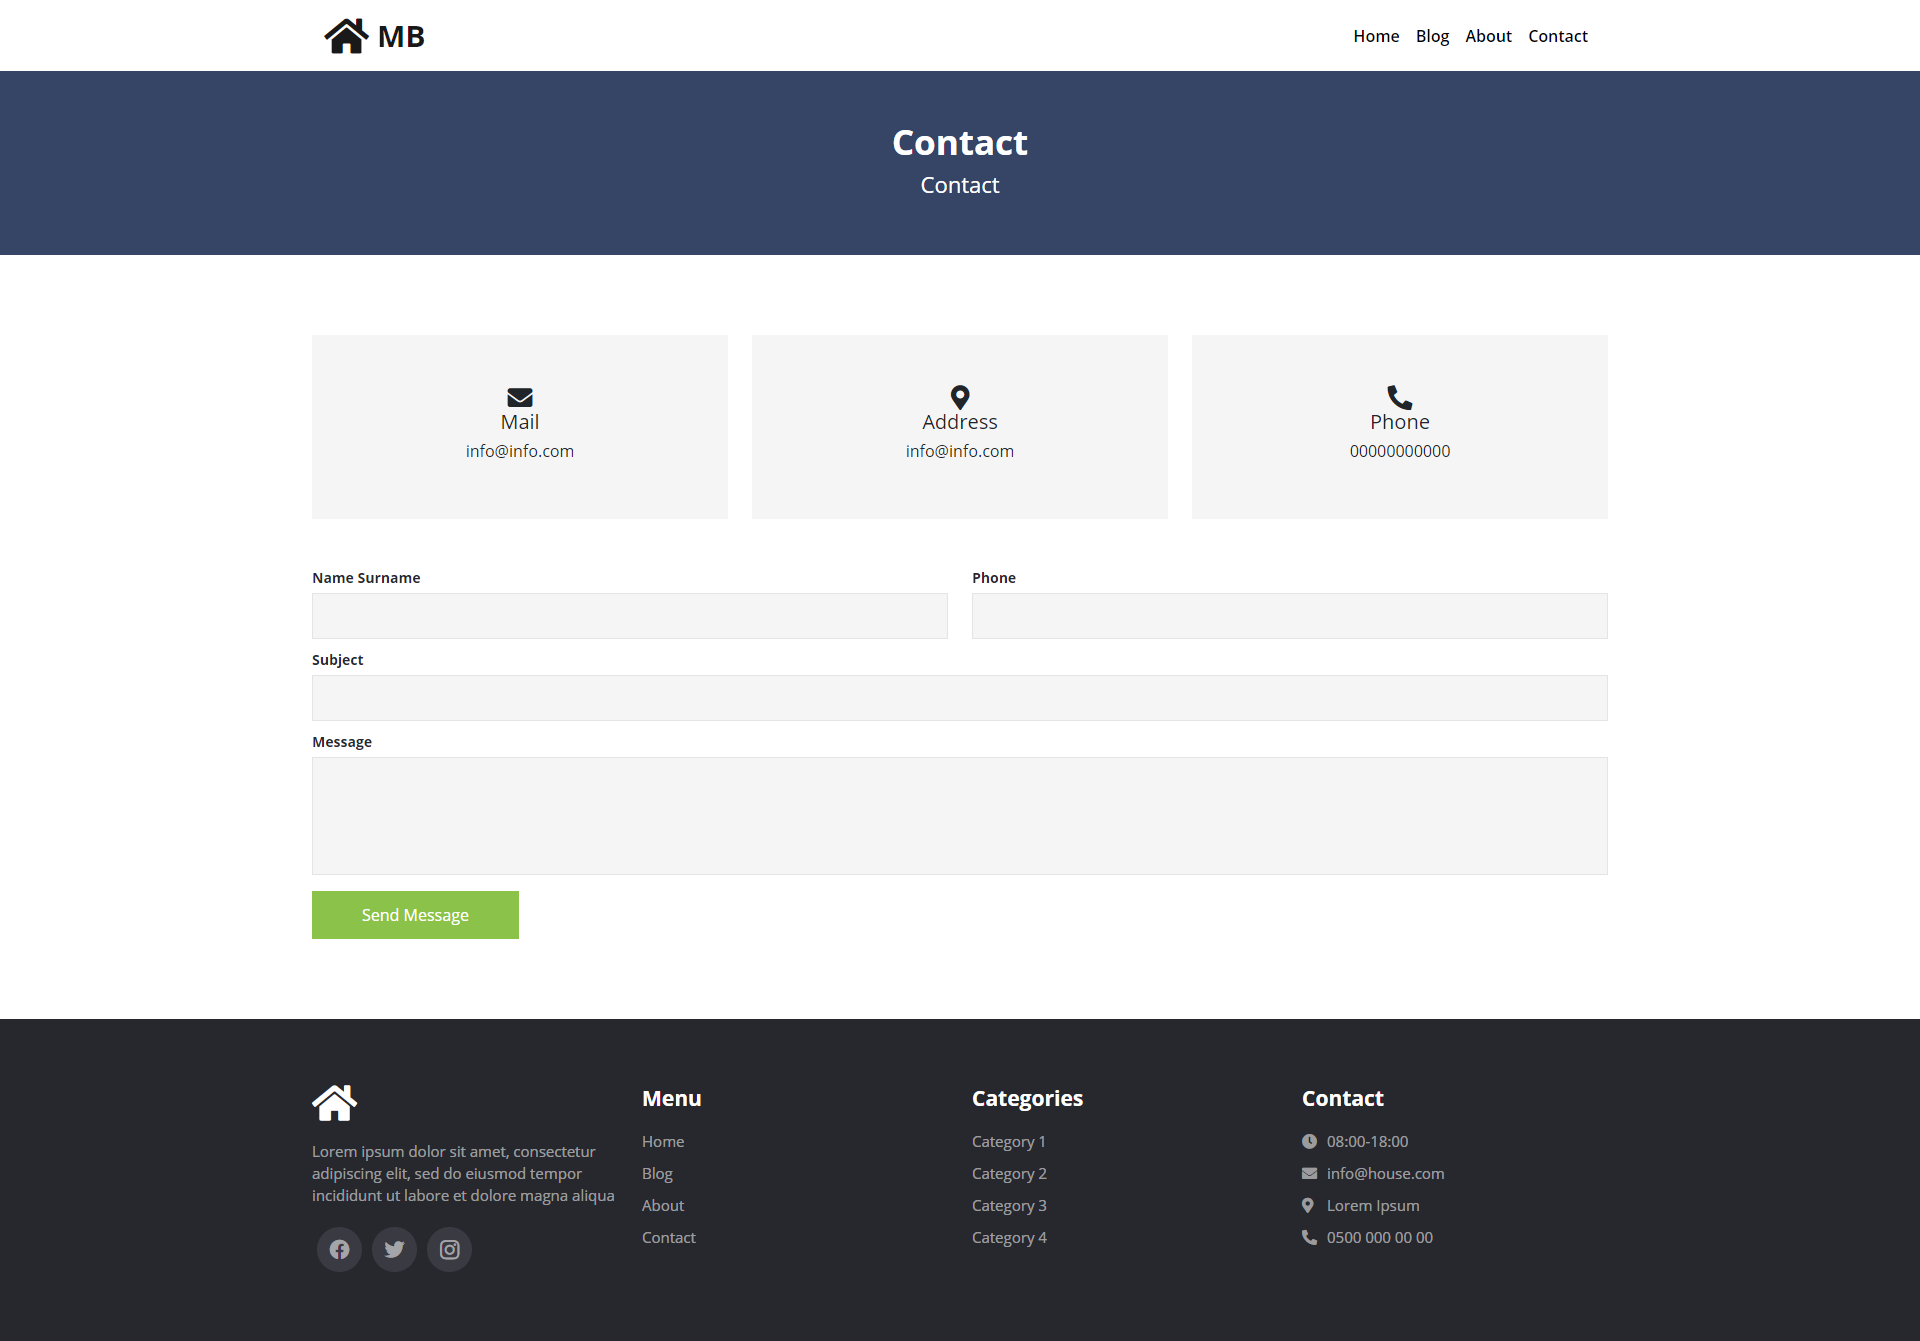 MB
Home Blog About Contact
Contact
Contact
Mail
info@info.com
Address
info@info.com
Phone
00000000000
Name Surname
Phone
Subject
Message
Send Message
Lorem ipsum dolor sit amet, consectetur
adipiscing elit, sed do eiusmod tempor
incididunt ut labore et dolore magna aliqua
Menu
Home
Blog
About
Contact
Categories
Category 1
Category 2
Category 3
Category 4
Contact
08:00-18:00
info@house.com
Lorem Ipsum
0500 000 00 00